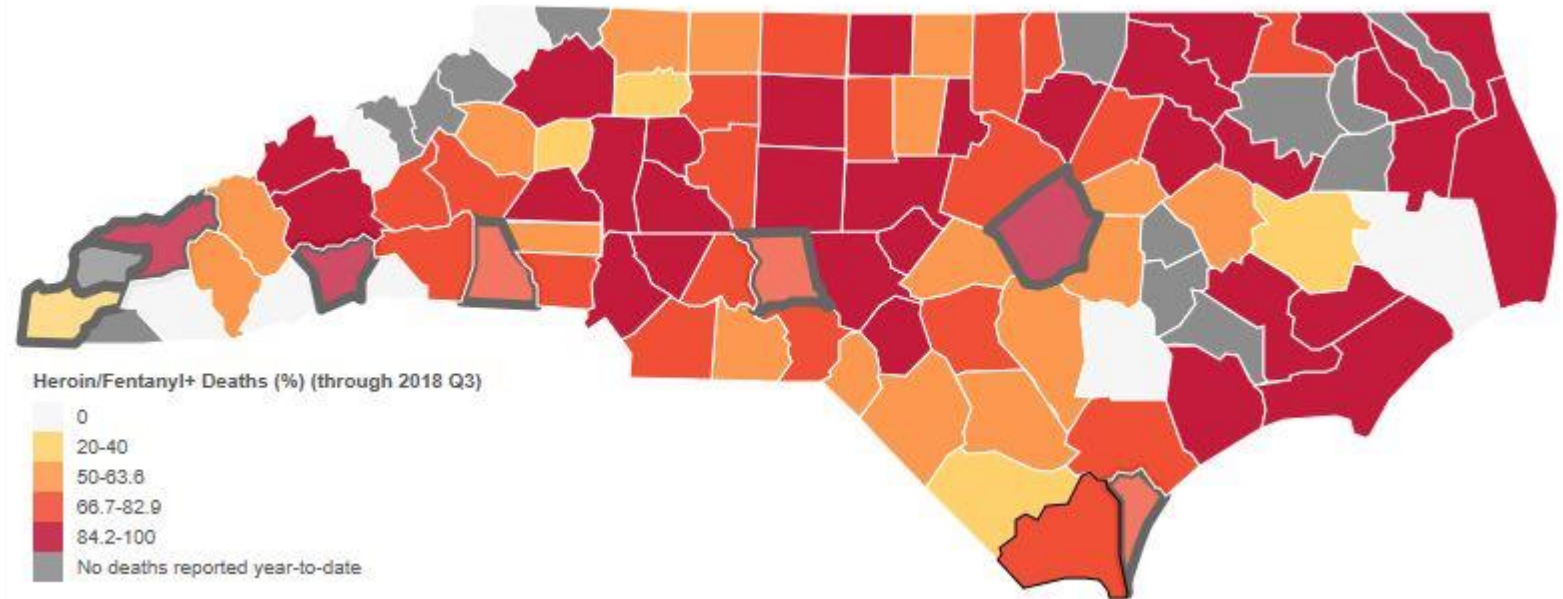 Heroin/Fentanyl+ Deaths (%) (through 2018 Q3)
0
20-40
50-63.6
66.7-82.9
84.2-100
No deaths reported year-to-date